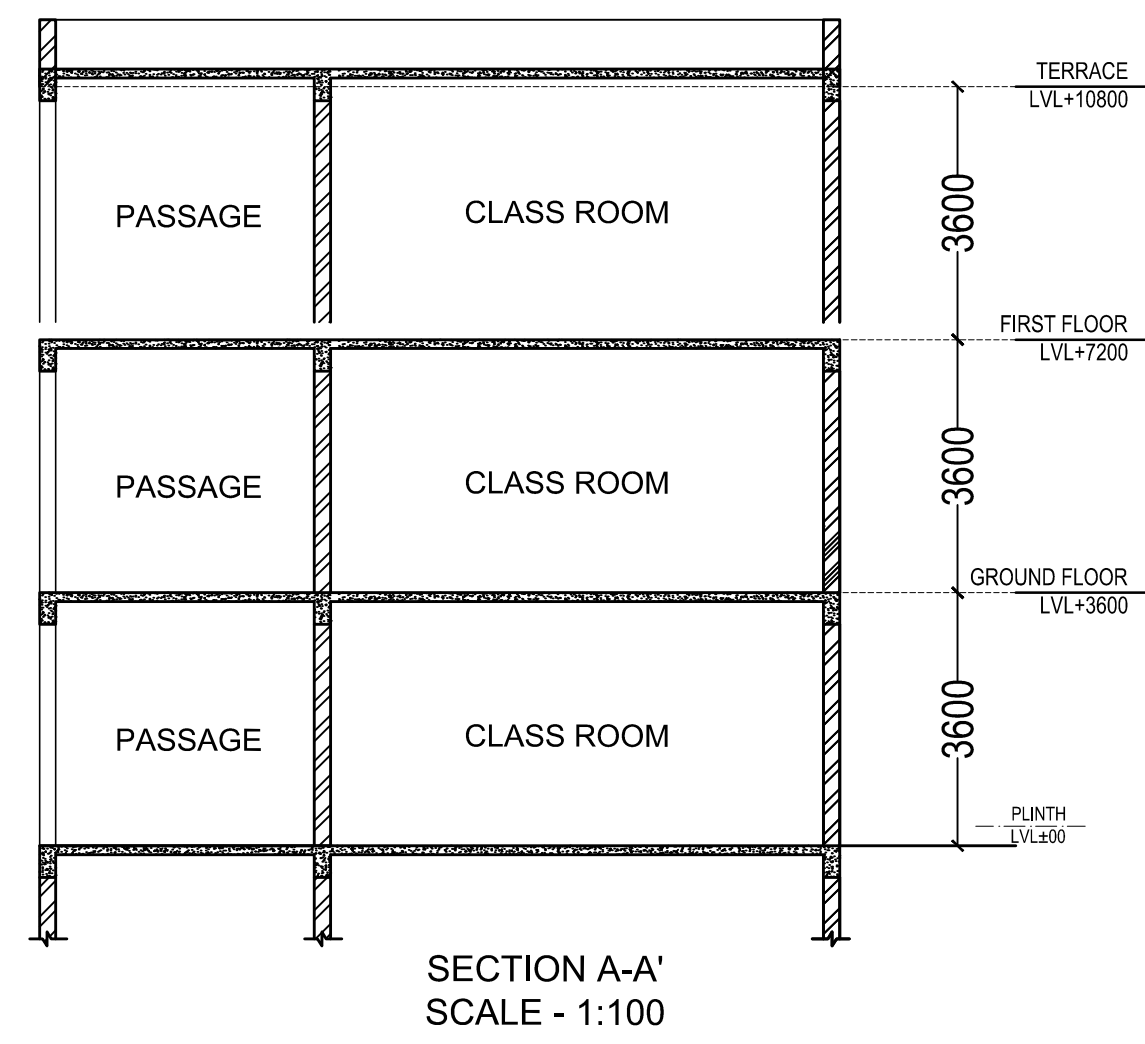 TERRACE
LVL+10800
PASSAGE
CLASS ROOM
3600
FIRST FLOOR
LVL+7200
PASSAGE
CLASS ROOM
3600
GROUND FLOOR
LVL+3600
PASSAGE
CLASS ROOM
3600
PLINTH
LVL±00
SECTION A-A'
SCALE - 1:100